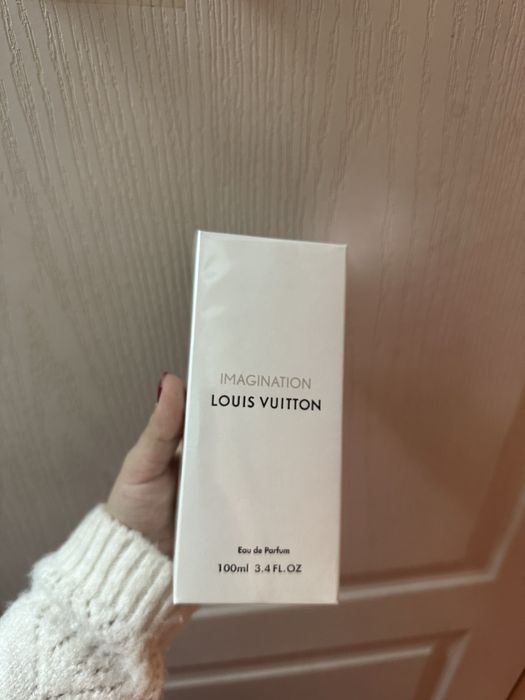 IMAGINATION
LOUIS VUITTON
Eau de Parfum
100ml 3.4 FL.OZ